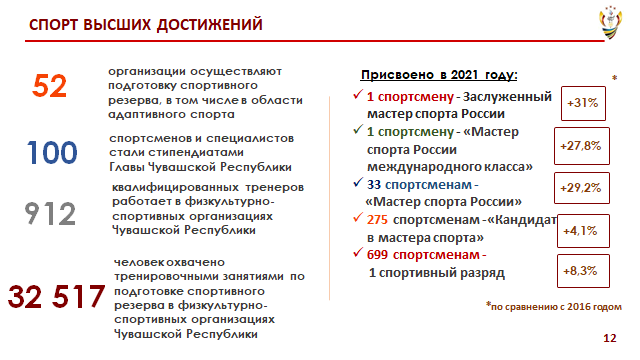 СПОРТ ВЫСШИХ ДОСТИЖЕНИЙ
52
организации осуществляют
подготовку спортивного
резерва, в том числе в области
адаптивного спорта
100
спортсменов и специалистов
стали стипендиатами
Главы Чувашской Республики
912
квалифицированных тренеров
работает в физкультурно-
спортивных организациях
Чувашской Республики
32 517
человек охвачено
тренировочными занятиями по
подготовке спортивного
резерва в физкультурно-
спортивных организациях
Чувашской Республики
Присвоено в 2021 году:
*
✓ 1 спортсмену - Заслуженный
мастер спорта России
+31%
✓ 1 спортсмену - «Мастер
спорта России
международного класса»
+27,8%
✓ 33 спортсменам -
«Мастер спорта России»
+29,2%
✓ 275 спортсменам -«Кандидат
в мастера спорта»
+4,1%
✓ 699 спортсменам -
1 спортивный разряд
+8,3%
*по сравнению с 2016 годом
12